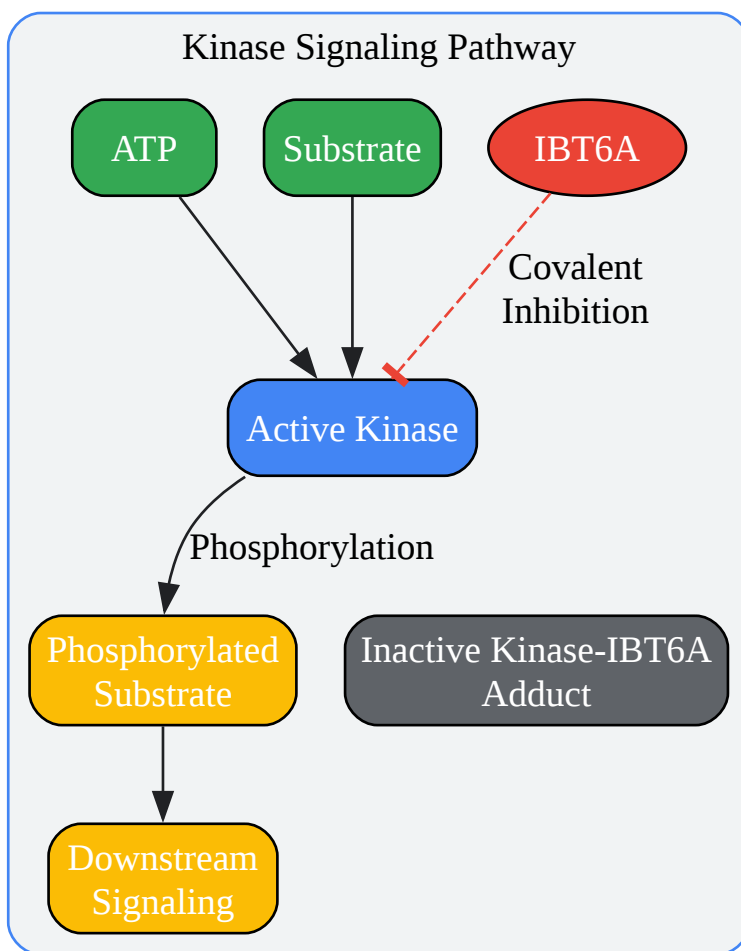 Kinase Signaling Pathway
ATP
Substrate
IBT6A
Covalent
Inhibition
Active Kinase
Phosphorylation
Phosphorylated
Substrate
Inactive Kinase-IBT6A
Adduct
Downstream
Signaling